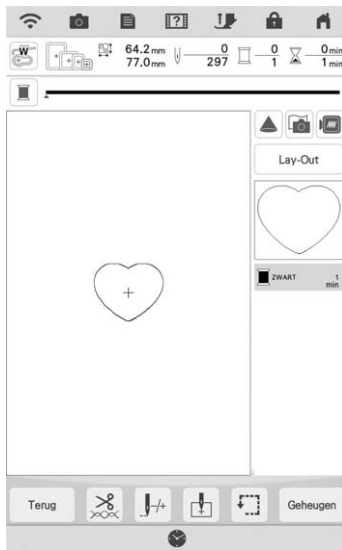 W 64.2 mm 0 0 0 min
77.0 mm 297 1 1 min
Lay-Out
ZWART 1
min
Terug -/+ Geheugen